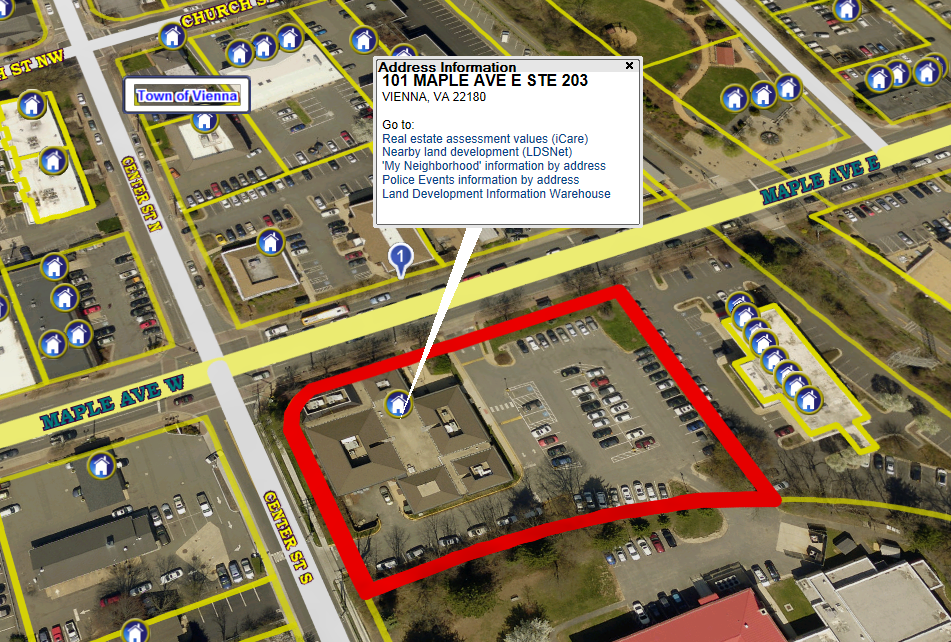 CHURCH ST
H ST NW
Address Information
101 MAPLE AVE E STE 203
VIENNA, VA 22180
Go to:
Real estate assessment values (iCare)
Nearby land development (LDSNet)
'My Neighborhood' information by address
Police Events information by address
Land Development Information Warehouse
Town of Vienna
CENTER ST N
MAPLE AVE E
1
MAPLE AVE W
CENTER ST S